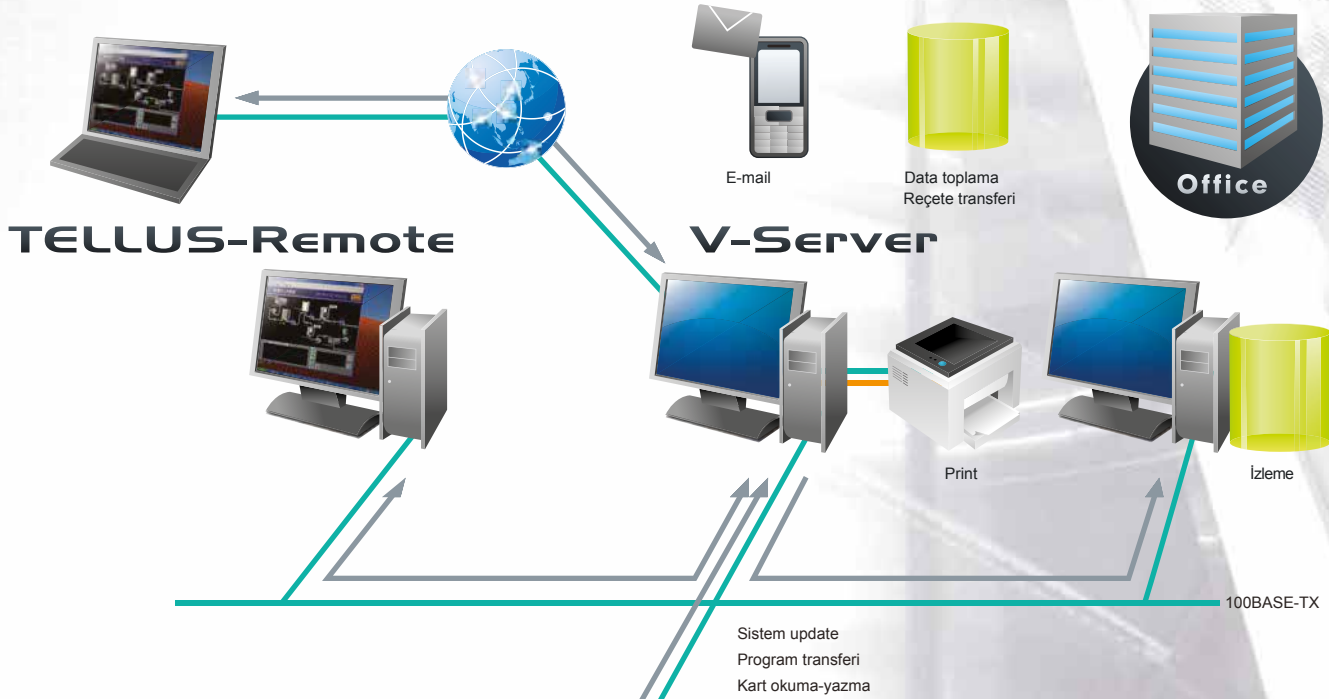 E-mail
Data toplama
Reçete transferi
Office
TELLUS-Remote
V-Server
Print
İzleme
100BASE-TX
Sistem update
Program transferi
Kart okuma-yazma